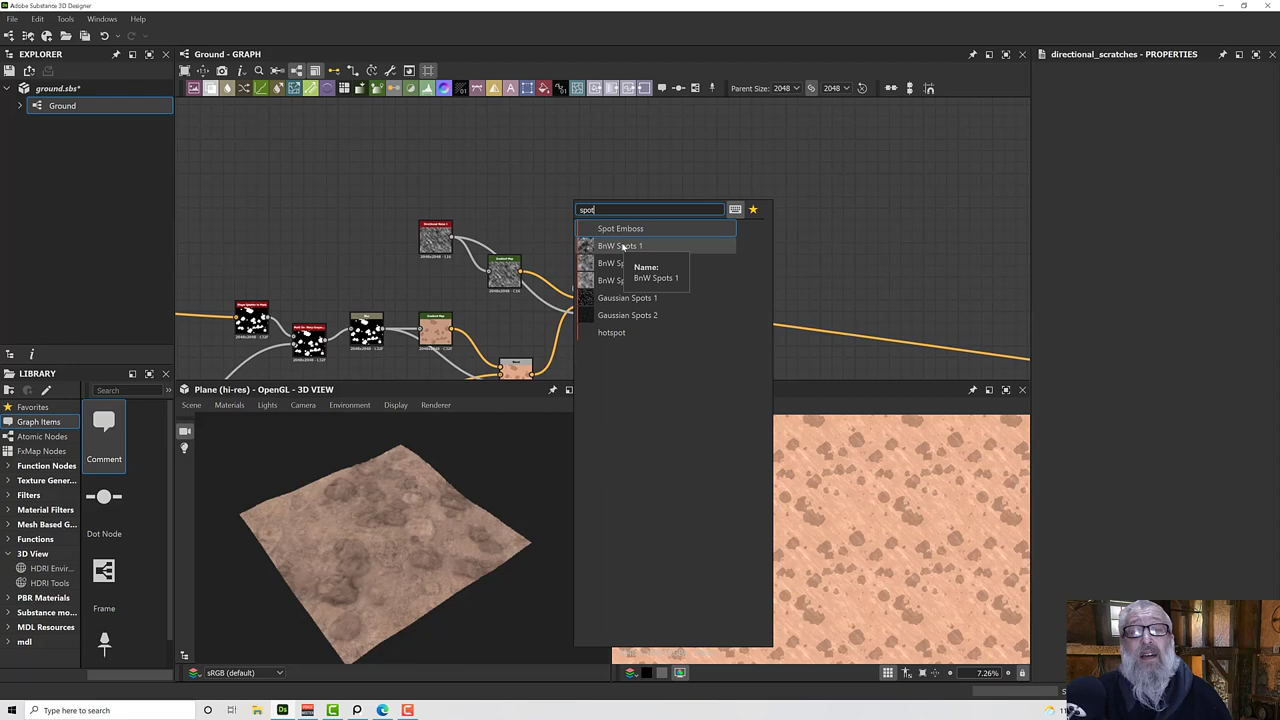 Adobe Substance 3D Designer
File Edit Tools Windows Help
EXPLORER
ground.sbs*
Ground
Ground - GRAPH
Parent Size: 2048 2048
directional_scratches - PROPERTIES
spot
Spot Emboss
BnW Spots 1
BnW Sp
BnW Sp
Name:
BnW Spots 1
Gaussian Spots 1
Gaussian Spots 2
hotspot
LIBRARY
Search
Favorites
Graph Items
Atomic Nodes
FxMap Nodes
Function Nodes
Texture Gener...
Filters
Material Filters
Mesh Based G...
Functions
3D View
HDRI Envir...
HDRI Tools
PBR Materials
Substance mo...
MDL Resources
mdl
Comment
Dot Node
Frame
Plane (hi-res) - OpenGL - 3D VIEW
Scene Materials Lights Camera Environment Display Renderer
sRGB (default)
7.26%
Type here to search